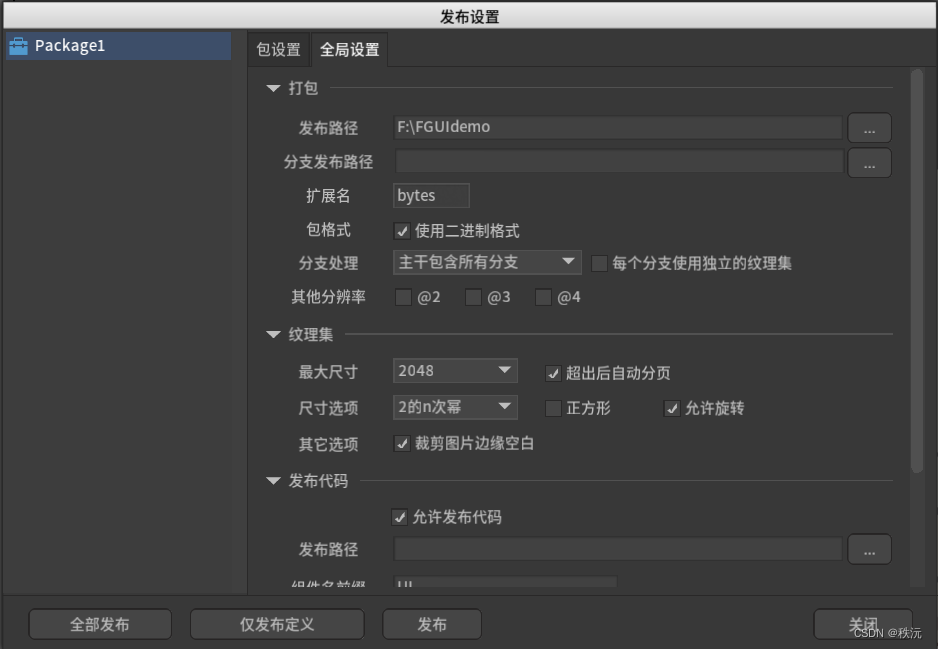 发布设置
Package1
包设置 全局设置
打包
发布路径 F:\FGUIdemo ...
分支发布路径 ...
扩展名 bytes
包格式 使用二进制格式
分支处理 主干包含所有分支 每个分支使用独立的纹理集
其他分辨率 @2 @3 @4
纹理集
最大尺寸 2048 超出后自动分页
尺寸选项 2的n次幂 正方形 允许旋转
其它选项 裁剪图片边缘空白
发布代码
允许发布代码
发布路径 ...
组件名前缀 UI
全部发布 仅发布定义 发布 关闭
CSDN @秩沅